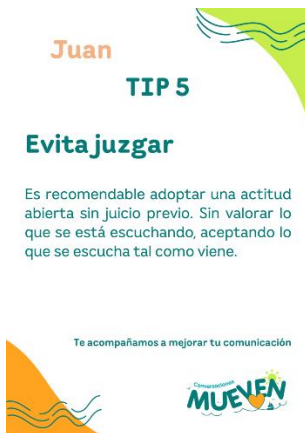 Juan
TIP 5
Evita juzgar
Es recomendable adoptar una actitud
abierta sin juicio previo. Sin valorar lo
que se está escuchando, aceptando lo
que se escucha tal como viene.
Te acompañamos a mejorar tu comunicación
Conversaciones
MUEVEN